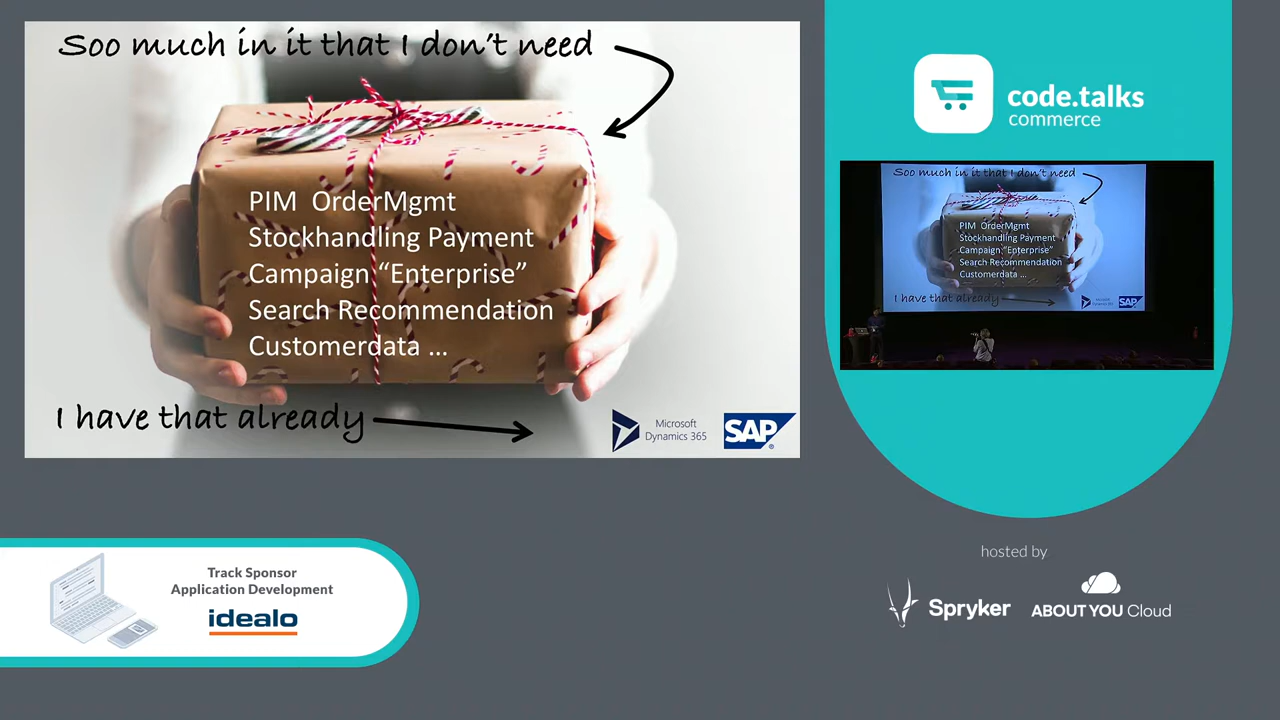 Soo much in it that I don't need
PIM OrderMgmt
Stockhandling Payment
Campaign “Enterprise”
Search Recommendation
Customerdata ...
I have that already
Microsoft
Dynamics 365
SAP
®
code.talks
commerce
Soo much in it that I don't need
PIM OrderMgmt
Stockhandling Payment
Campaign “Enterprise”
Search Recommendation
Customerdata ...
I have that already
Microsoft
Dynamics 365
SAP
hosted by
Spryker
ABOUT YOU Cloud
Track Sponsor
Application Development
idealo